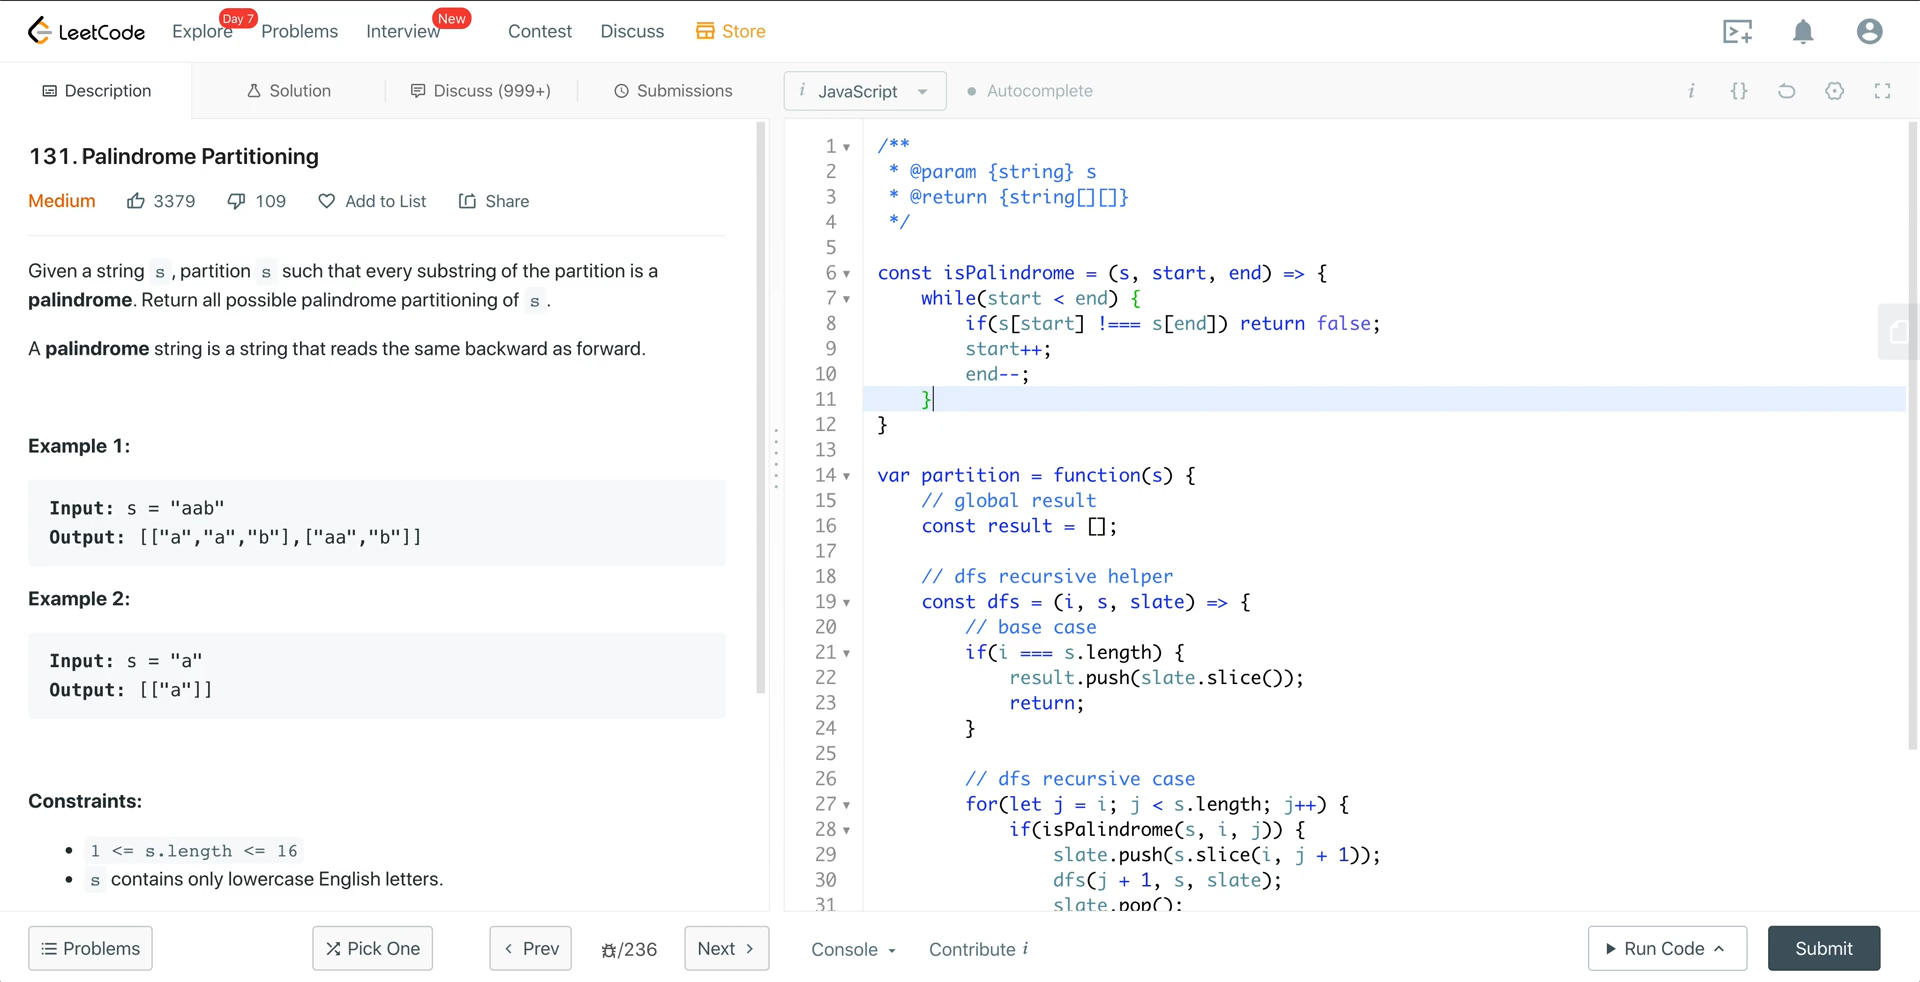 LeetCode Explore Day 7 Problems Interview New Contest Discuss Store
Description Solution Discuss (999+) Submissions
131. Palindrome Partitioning
Medium 3379 109 Add to List Share
Given a string s , partition s such that every substring of the partition is a
palindrome. Return all possible palindrome partitioning of s .
A palindrome string is a string that reads the same backward as forward.
Example 1:
Input: s = "aab"
Output: [["a","a","b"],["aa","b"]]
Example 2:
Input: s = "a"
Output: [["a"]]
Constraints:
1 <= s.length <= 16
s contains only lowercase English letters.
Problems Pick One Prev /236 Next
i JavaScript Autocomplete i {}
1 /**
2 * @param {string} s
3 * @return {string[][]}
4 */
5
6 const isPalindrome = (s, start, end) => {
7 while(start < end) {
8 if(s[start] !=== s[end]) return false;
9 start++;
10 end--;
11 }
12 }
13
14 var partition = function(s) {
15 // global result
16 const result = [];
17
18 // dfs recursive helper
19 const dfs = (i, s, slate) => {
20 // base case
21 if(i === s.length) {
22 result.push(slate.slice());
23 return;
24 }
25
26 // dfs recursive case
27 for(let j = i; j < s.length; j++) {
28 if(isPalindrome(s, i, j)) {
29 slate.push(s.slice(i, j + 1));
30 dfs(j + 1, s, slate);
31 slate.pop();
Console Contribute i Run Code Submit